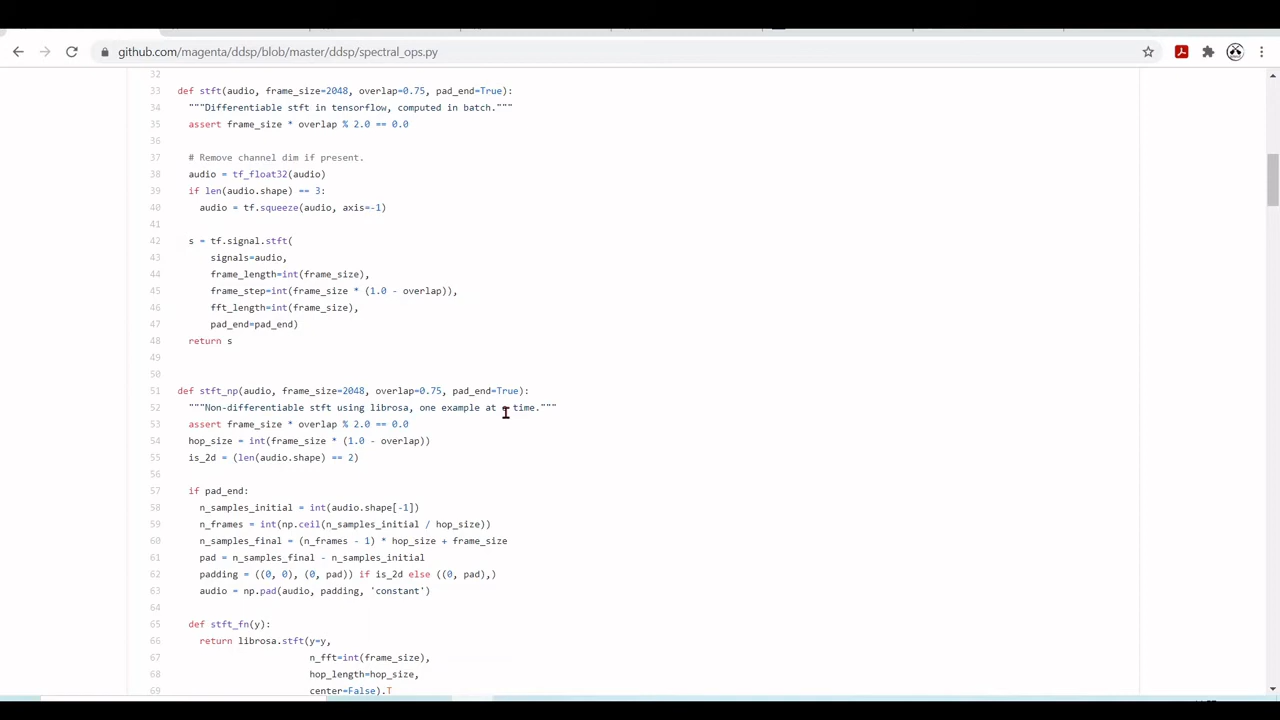 github.com/magenta/ddsp/blob/master/ddsp/spectral_ops.py
32
33 def stft(audio, frame_size=2048, overlap=0.75, pad_end=True):
34 """Differentiable stft in tensorflow, computed in batch."""
35 assert frame_size * overlap % 2.0 == 0.0
36
37 # Remove channel dim if present.
38 audio = tf_float32(audio)
39 if len(audio.shape) == 3:
40 audio = tf.squeeze(audio, axis=-1)
41
42 s = tf.signal.stft(
43 signals=audio,
44 frame_length=int(frame_size),
45 frame_step=int(frame_size * (1.0 - overlap)),
46 fft_length=int(frame_size),
47 pad_end=pad_end)
48 return s
49
50
51 def stft_np(audio, frame_size=2048, overlap=0.75, pad_end=True):
52 """Non-differentiable stft using librosa, one example at a time."""
53 assert frame_size * overlap % 2.0 == 0.0
54 hop_size = int(frame_size * (1.0 - overlap))
55 is_2d = (len(audio.shape) == 2)
56
57 if pad_end:
58 n_samples_initial = int(audio.shape[-1])
59 n_frames = int(np.ceil(n_samples_initial / hop_size))
60 n_samples_final = (n_frames - 1) * hop_size + frame_size
61 pad = n_samples_final - n_samples_initial
62 padding = ((0, 0), (0, pad)) if is_2d else ((0, pad),)
63 audio = np.pad(audio, padding, 'constant')
64
65 def stft_fn(y):
66 return librosa.stft(y=y,
67 n_fft=int(frame_size),
68 hop_length=hop_size,
69 center=False).T